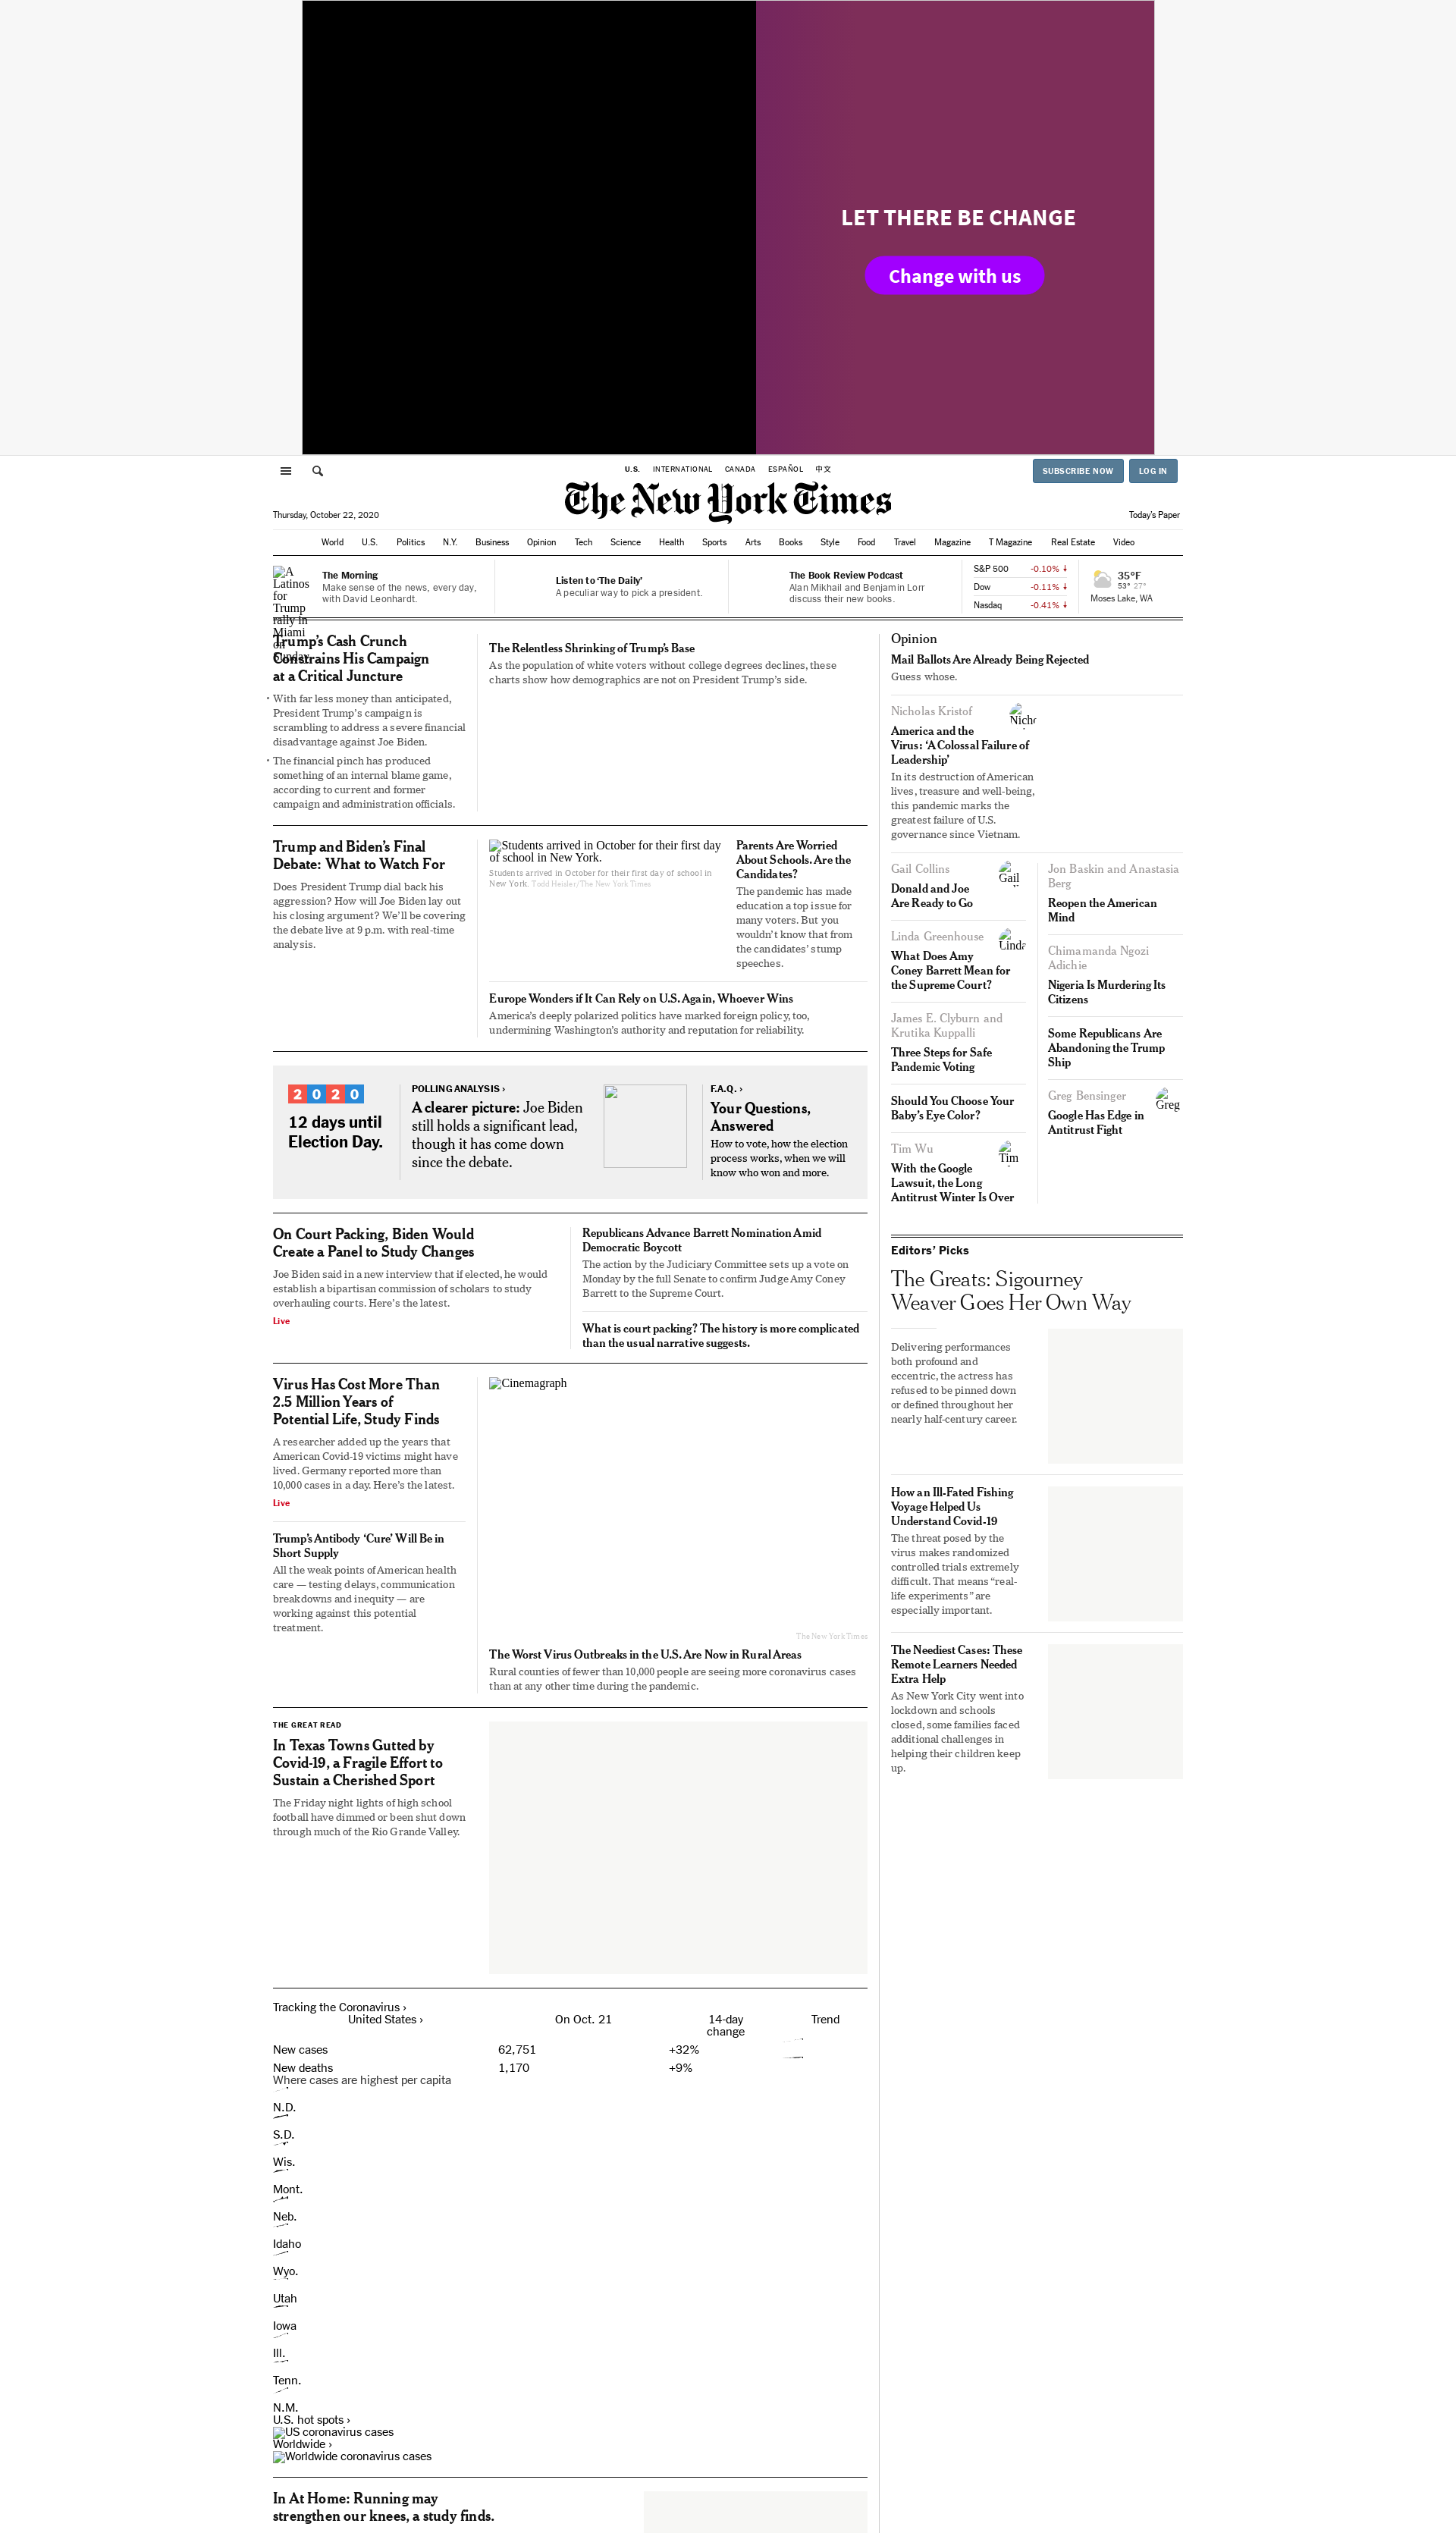 LET THERE BE CHANGE
Change with us
U.S. INTERNATIONAL CANADA ESPAÑOL 中文
SUBSCRIBE NOW LOG IN
The New York Times
Thursday, October 22, 2020
Today's Paper
World U.S. Politics N.Y. Business Opinion Tech Science Health Sports Arts Books Style Food Travel Magazine T Magazine Real Estate Video
A
Latinos
for
Trump
rally in
Miami
on
Sunday.
The Morning
Make sense of the news, every day,
with David Leonhardt.
Listen to ‘The Daily’
A peculiar way to pick a president.
The Book Review Podcast
Alan Mikhail and Benjamin Lorr
discuss their new books.
S&P 500 -0.10% ↓
Dow -0.11% ↓
Nasdaq -0.41% ↓
35°F
53° 27°
Moses Lake, WA
Trump’s Cash Crunch
Constrains His Campaign
at a Critical Juncture
• With far less money than anticipated,
President Trump’s campaign is
scrambling to address a severe financial
disadvantage against Joe Biden.
• The financial pinch has produced
something of an internal blame game,
according to current and former
campaign and administration officials.
The Relentless Shrinking of Trump’s Base
As the population of white voters without college degrees declines, these
charts show how demographics are not on President Trump’s side.
Trump and Biden’s Final
Debate: What to Watch For
Does President Trump dial back his
aggression? How will Joe Biden lay out
his closing argument? We’ll be covering
the debate live at 9 p.m. with real-time
analysis.
Students arrived in October for their first day
of school in New York.
Students arrived in October for their first day of school in
New York. Todd Heisler/The New York Times
Parents Are Worried
About Schools. Are the
Candidates?
The pandemic has made
education a top issue for
many voters. But you
wouldn’t know that from
the candidates’ stump
speeches.
Europe Wonders if It Can Rely on U.S. Again, Whoever Wins
America’s deeply polarized politics have marked foreign policy, too,
undermining Washington’s authority and reputation for reliability.
2020
12 days until
Election Day.
POLLING ANALYSIS ›
A clearer picture: Joe Biden
still holds a significant lead,
though it has come down
since the debate.
F.A.Q. ›
Your Questions,
Answered
How to vote, how the election
process works, when we will
know who won and more.
On Court Packing, Biden Would
Create a Panel to Study Changes
Joe Biden said in a new interview that if elected, he would
establish a bipartisan commission of scholars to study
overhauling courts. Here’s the latest.
Live
Republicans Advance Barrett Nomination Amid
Democratic Boycott
The action by the Judiciary Committee sets up a vote on
Monday by the full Senate to confirm Judge Amy Coney
Barrett to the Supreme Court.
What is court packing? The history is more complicated
than the usual narrative suggests.
Virus Has Cost More Than
2.5 Million Years of
Potential Life, Study Finds
A researcher added up the years that
American Covid-19 victims might have
lived. Germany reported more than
10,000 cases in a day. Here’s the latest.
Live
Trump’s Antibody ‘Cure’ Will Be in
Short Supply
All the weak points of American health
care — testing delays, communication
breakdowns and inequity — are
working against this potential
treatment.
Cinemagraph
The New York Times
The Worst Virus Outbreaks in the U.S. Are Now in Rural Areas
Rural counties of fewer than 10,000 people are seeing more coronavirus cases
than at any other time during the pandemic.
THE GREAT READ
In Texas Towns Gutted by
Covid-19, a Fragile Effort to
Sustain a Cherished Sport
The Friday night lights of high school
football have dimmed or been shut down
through much of the Rio Grande Valley.
Tracking the Coronavirus ›
United States › On Oct. 21 14-day
change Trend
New cases 62,751 +32%
New deaths 1,170 +9%
Where cases are highest per capita
N.D.
S.D.
Wis.
Mont.
Neb.
Idaho
Wyo.
Utah
Iowa
Ill.
Tenn.
N.M.
U.S. hot spots ›
US coronavirus cases
Worldwide ›
Worldwide coronavirus cases
In At Home: Running may
strengthen our knees, a study finds.
Opinion
Mail Ballots Are Already Being Rejected
Guess whose.
Nicholas Kristof
America and the
Virus: ‘A Colossal Failure of
Leadership’
In its destruction of American
lives, treasure and well-being,
this pandemic marks the
greatest failure of U.S.
governance since Vietnam.
Gail Collins
Gail
Donald and Joe
Are Ready to Go
Linda Greenhouse
Linda
What Does Amy
Coney Barrett Mean for
the Supreme Court?
James E. Clyburn and
Krutika Kuppalli
Three Steps for Safe
Pandemic Voting
Should You Choose Your
Baby’s Eye Color?
Tim Wu
Tim
With the Google
Lawsuit, the Long
Antitrust Winter Is Over
Jon Baskin and Anastasia
Berg
Reopen the American
Mind
Chimamanda Ngozi
Adichie
Nigeria Is Murdering Its
Citizens
Some Republicans Are
Abandoning the Trump
Ship
Greg Bensinger
Greg
Google Has Edge in
Antitrust Fight
Editors’ Picks
The Greats: Sigourney
Weaver Goes Her Own Way
Delivering performances
both profound and
eccentric, the actress has
refused to be pinned down
or defined throughout her
nearly half-century career.
How an Ill-Fated Fishing
Voyage Helped Us
Understand Covid-19
The threat posed by the
virus makes randomized
controlled trials extremely
difficult. That means “real-
life experiments” are
especially important.
The Neediest Cases: These
Remote Learners Needed
Extra Help
As New York City went into
lockdown and schools
closed, some families faced
additional challenges in
helping their children keep
up.